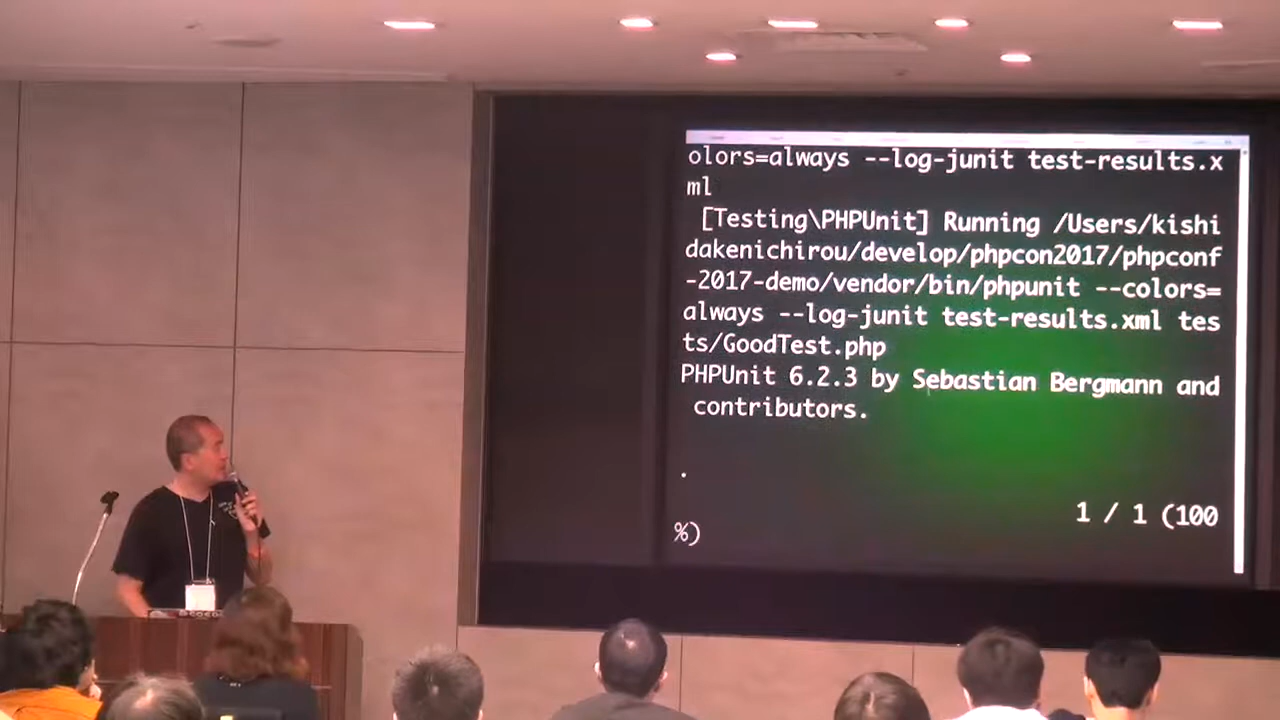 olors=always --log-junit test-results.x
ml
[Testing\PHPUnit] Running /Users/kishi
dakenichirou/develop/phpcon2017/phpconf
-2017-demo/vendor/bin/phpunit --colors=
always --log-junit test-results.xml tes
ts/GoodTest.php
PHPUnit 6.2.3 by Sebastian Bergmann and
contributors.
.
1 / 1 (100
%)